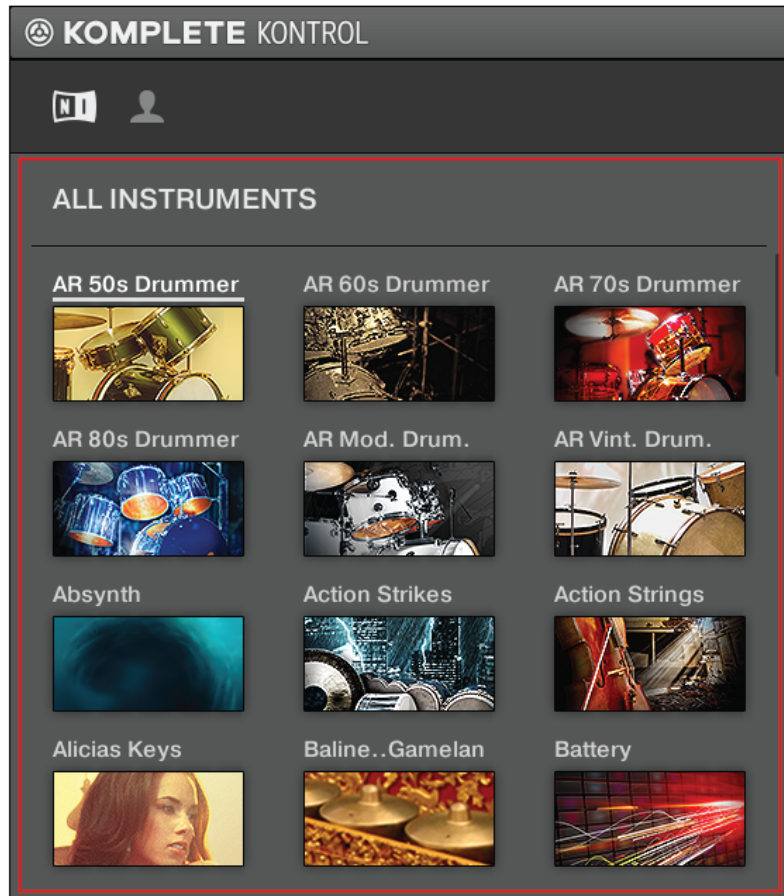 KOMPLETE KONTROL
NI
ALL INSTRUMENTS
AR 50s Drummer
AR 60s Drummer
AR 70s Drummer
AR 80s Drummer
AR Mod. Drum.
AR Vint. Drum.
Absynth
Action Strikes
Action Strings
Alicias Keys
Baline..Gamelan
Battery